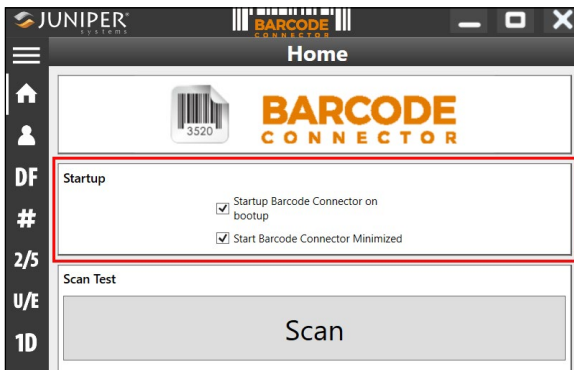 JUNIPER
systems
BARCODE
CONNECTOR
Home
3520
BARCODE
CONNECTOR
DF
Startup
Startup Barcode Connector on
bootup
#
Start Barcode Connector Minimized
2/5
Scan Test
U/E
Scan
1D